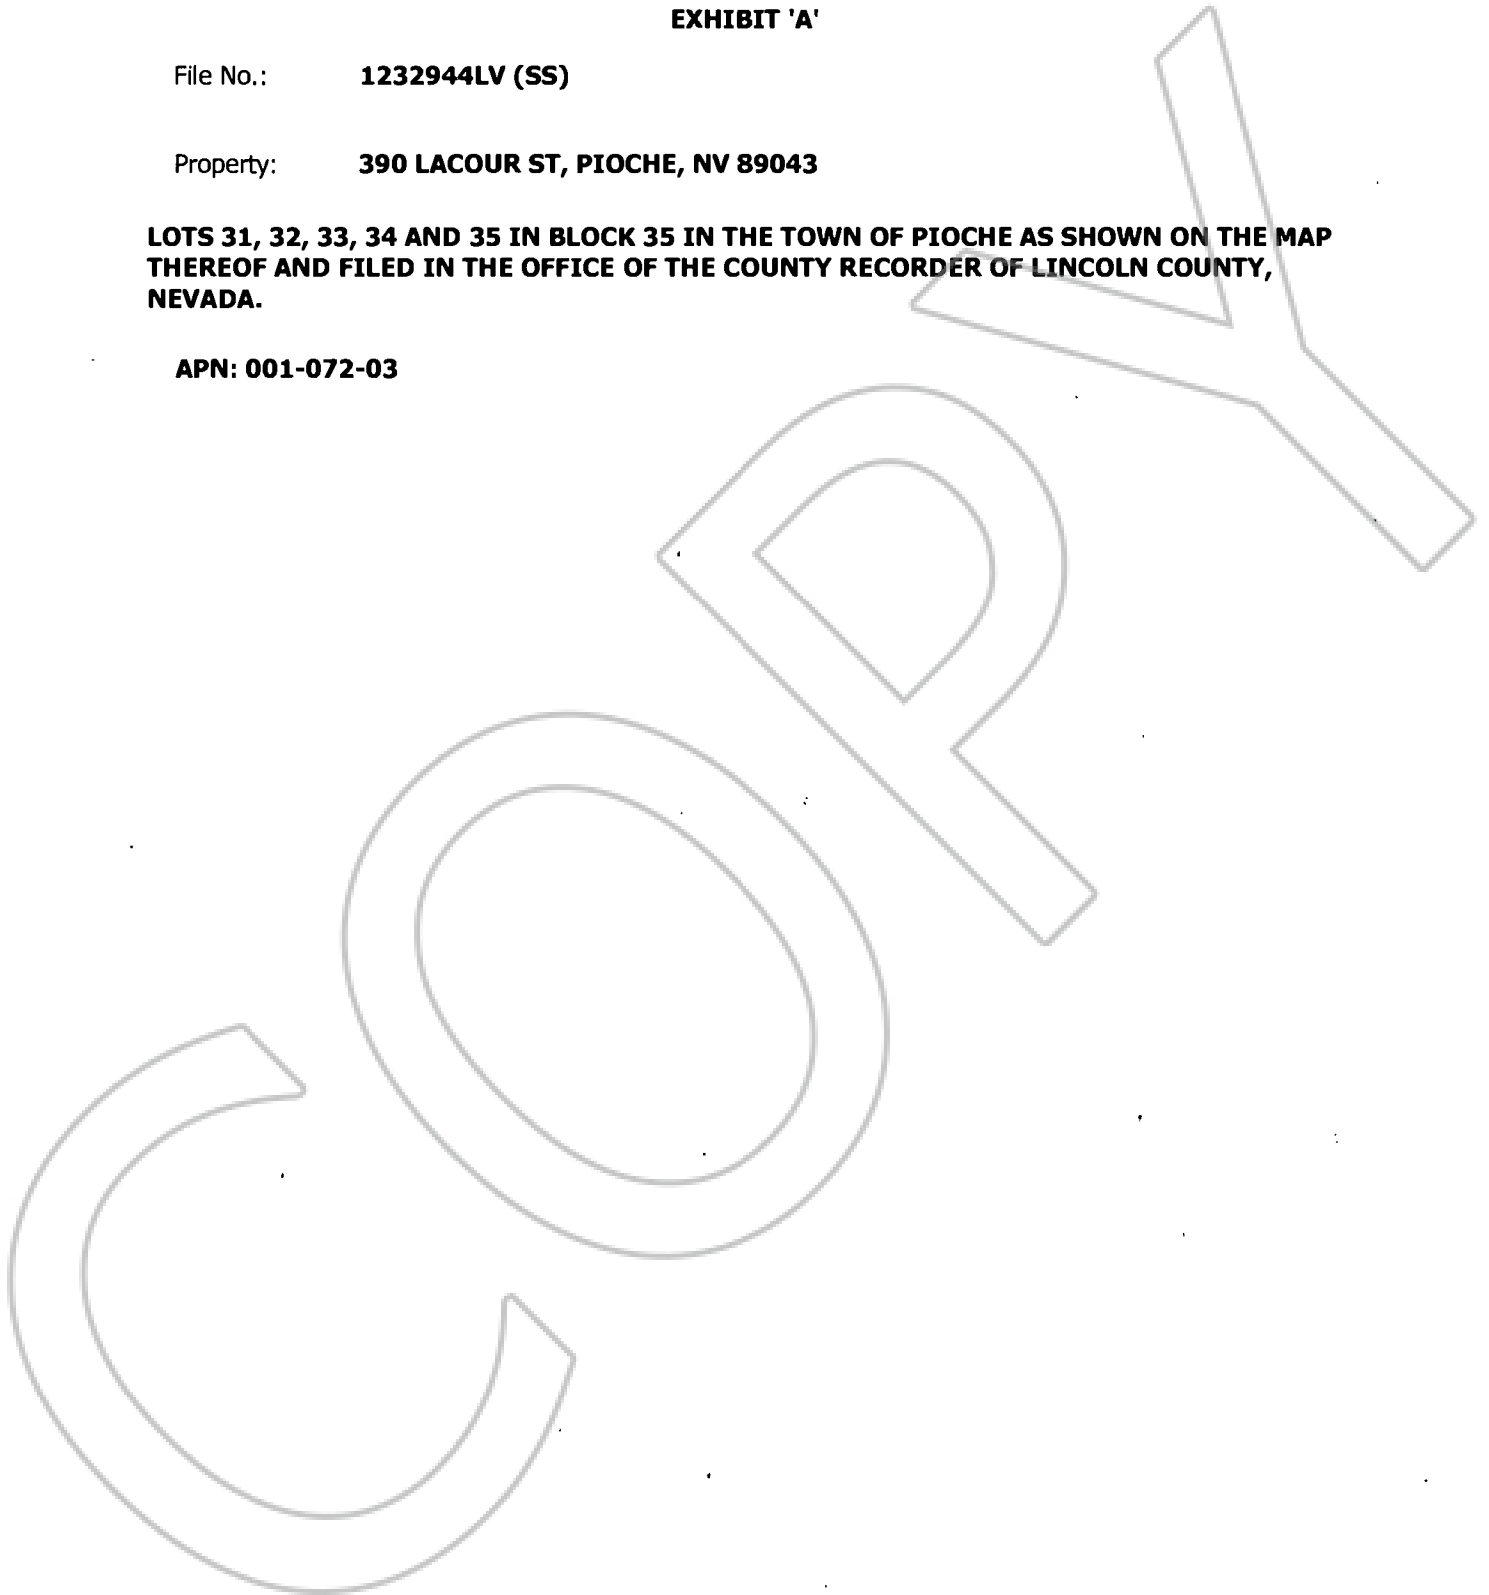 EXHIBIT 'A'
File No.: 1232944LV (SS)
Property: 390 LACOUR ST, PIOCHE, NV 89043
LOTS 31, 32, 33, 34 AND 35 IN BLOCK 35 IN THE TOWN OF PIOCHE AS SHOWN ON THE MAP
THEREOF AND FILED IN THE OFFICE OF THE COUNTY RECORDER OF LINCOLN COUNTY,
NEVADA.
APN: 001-072-03
COPY